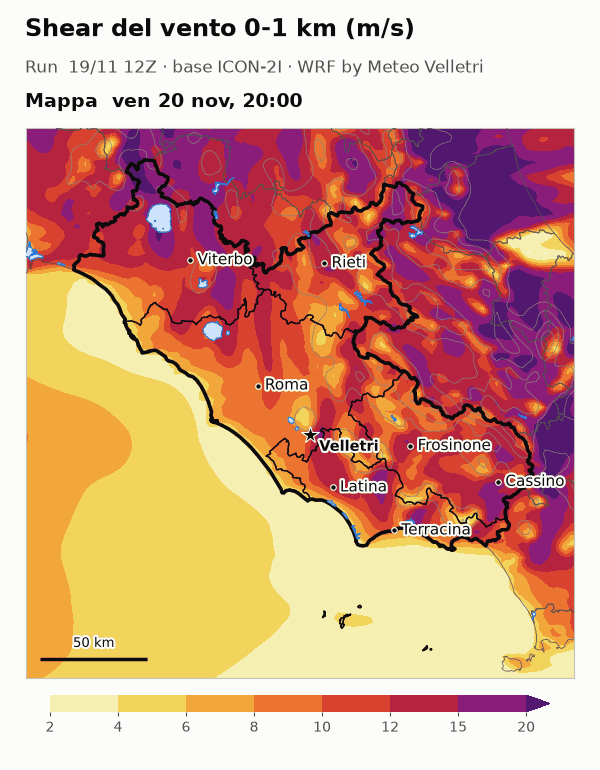 Shear del vento 0-1 km (m/s)
Run  19/11 12Z · base ICON-2I · WRF by Meteo Velletri
Mappa  ven 20 nov, 20:00
Viterbo
Rieti
Roma
Velletri
Frosinone
Latina
Cassino
Terracina
50 km
2 4 6 8 10 12 15 20